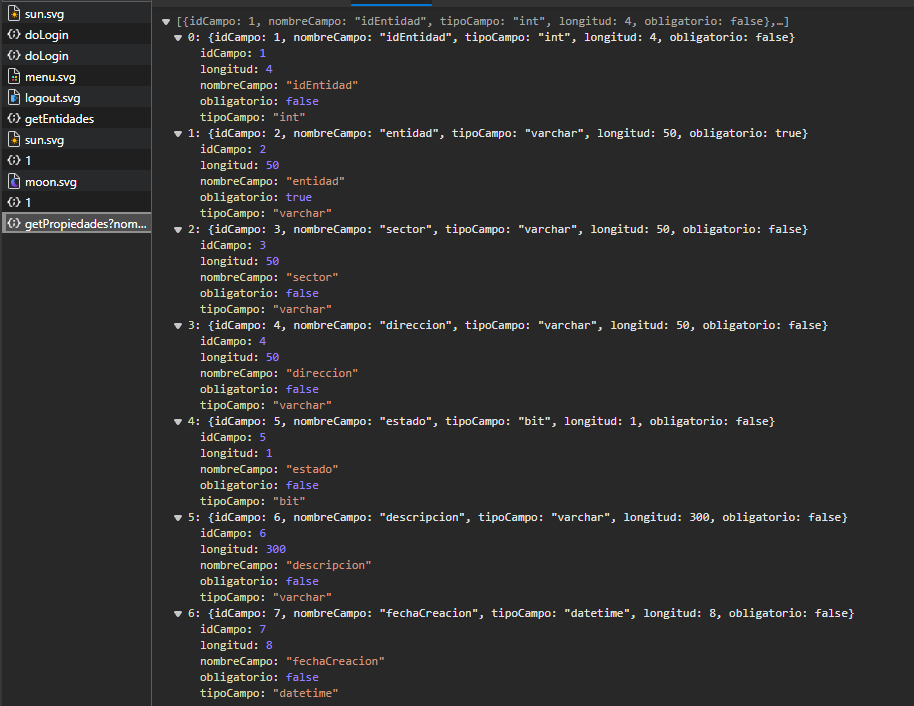 sun.svg
doLogin
doLogin
menu.svg
logout.svg
getEntidades
sun.svg
1
moon.svg
1
getPropiedades?nom...
[{idCampo: 1, nombreCampo: "idEntidad", tipoCampo: "int", longitud: 4, obligatorio: false},…]
0: {idCampo: 1, nombreCampo: "idEntidad", tipoCampo: "int", longitud: 4, obligatorio: false}
idCampo: 1
longitud: 4
nombreCampo: "idEntidad"
obligatorio: false
tipoCampo: "int"
1: {idCampo: 2, nombreCampo: "entidad", tipoCampo: "varchar", longitud: 50, obligatorio: true}
idCampo: 2
longitud: 50
nombreCampo: "entidad"
obligatorio: true
tipoCampo: "varchar"
2: {idCampo: 3, nombreCampo: "sector", tipoCampo: "varchar", longitud: 50, obligatorio: false}
idCampo: 3
longitud: 50
nombreCampo: "sector"
obligatorio: false
tipoCampo: "varchar"
3: {idCampo: 4, nombreCampo: "direccion", tipoCampo: "varchar", longitud: 50, obligatorio: false}
idCampo: 4
longitud: 50
nombreCampo: "direccion"
obligatorio: false
tipoCampo: "varchar"
4: {idCampo: 5, nombreCampo: "estado", tipoCampo: "bit", longitud: 1, obligatorio: false}
idCampo: 5
longitud: 1
nombreCampo: "estado"
obligatorio: false
tipoCampo: "bit"
5: {idCampo: 6, nombreCampo: "descripcion", tipoCampo: "varchar", longitud: 300, obligatorio: false}
idCampo: 6
longitud: 300
nombreCampo: "descripcion"
obligatorio: false
tipoCampo: "varchar"
6: {idCampo: 7, nombreCampo: "fechaCreacion", tipoCampo: "datetime", longitud: 8, obligatorio: false}
idCampo: 7
longitud: 8
nombreCampo: "fechaCreacion"
obligatorio: false
tipoCampo: "datetime"